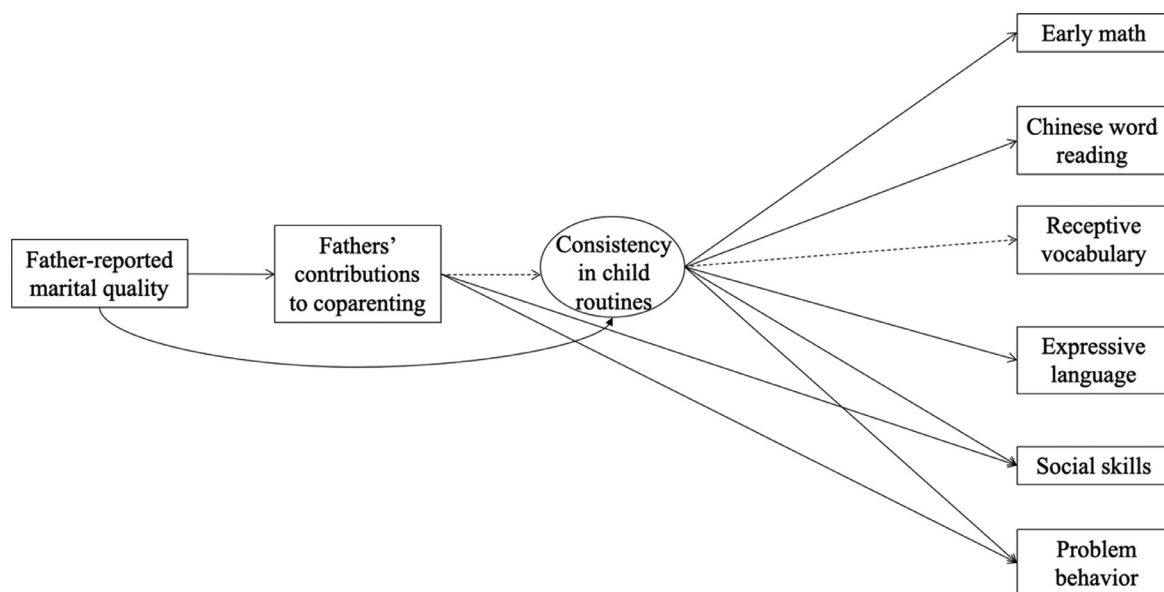 Early math
Chinese word
reading
Receptive
vocabulary
Father-reported
marital quality
Fathers’
contributions
to coparenting
Consistency
in child
routines
Expressive
language
Social skills
Problem
behavior